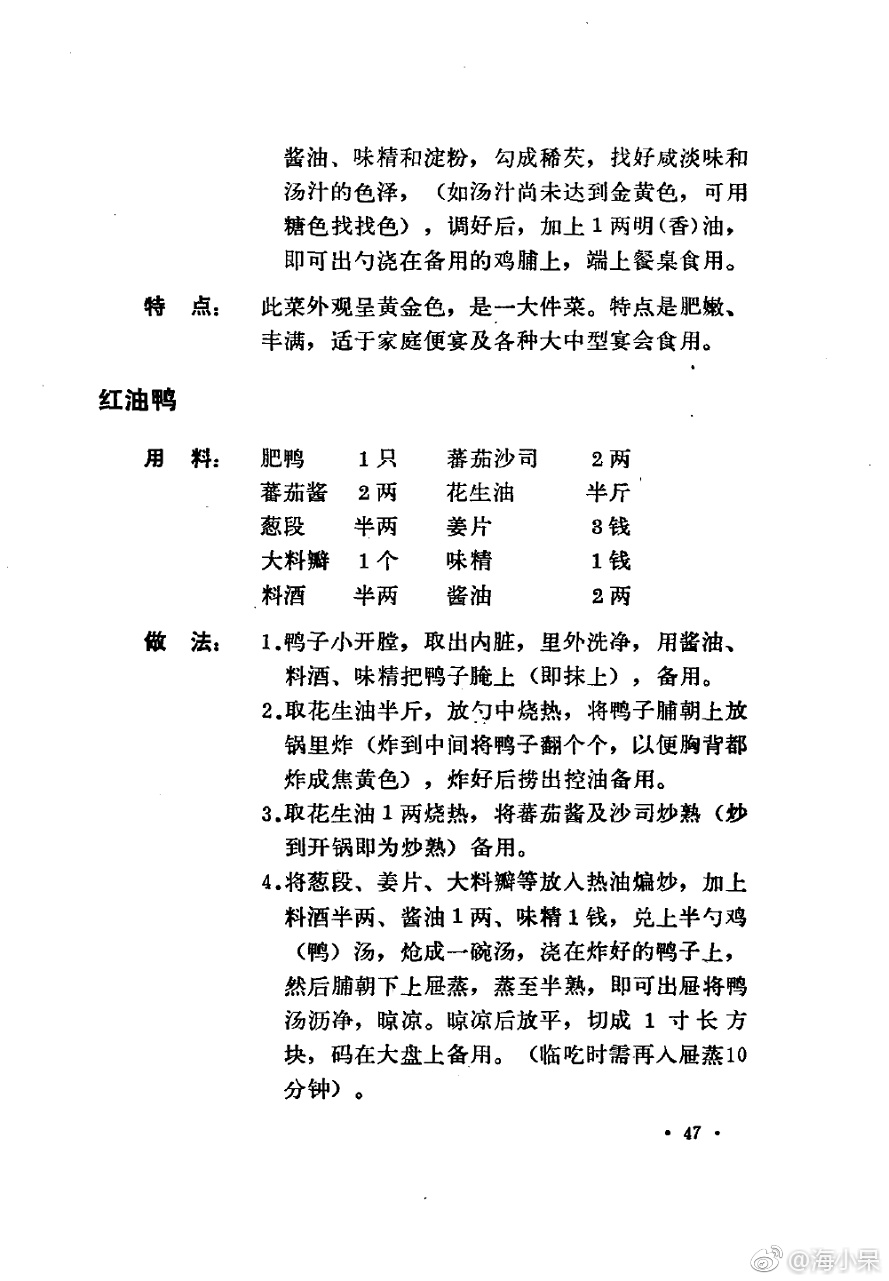 酱油、味精和淀粉，勾成稀芡，找好咸淡味和
汤汁的色泽，（如汤汁尚未达到金黄色，可用
糖色找找色），调好后，加上1两明(香)油，
即可出勺浇在备用的鸡脯上，端上餐桌食用。
特 点： 此菜外观呈黄金色，是一大件菜。特点是肥嫩、
丰满，适于家庭便宴及各种大中型宴会食用。
红油鸭
用 料： 肥鸭 1只 蕃茄沙司 2两
蕃茄酱 2两 花生油 半斤
葱段 半两 姜片 3钱
大料瓣 1个 味精 1钱
料酒 半两 酱油 2两
做 法： 1.鸭子小开膛，取出内脏，里外洗净，用酱油、
料酒、味精把鸭子腌上（即抹上），备用。
2.取花生油半斤，放勺中烧热，将鸭子脯朝上放
锅里炸（炸到中间将鸭子翻个个，以便胸背都
炸成焦黄色），炸好后捞出控油备用。
3.取花生油1两烧热，将蕃茄酱及沙司炒熟（炒
到开锅即为炒熟）备用。
4.将葱段、姜片、大料瓣等放入热油煸炒，加上
料酒半两、酱油1两、味精1钱，兑上半勺鸡
（鸭）汤，炝成一碗汤，浇在炸好的鸭子上，
然后脯朝下上屉蒸，蒸至半熟，即可出屉将鸭
汤沥净，晾凉。晾凉后放平，切成1寸长方
块，码在大盘上备用。（临吃时需再入屉蒸10
分钟）。
· 47 ·
@海小呆